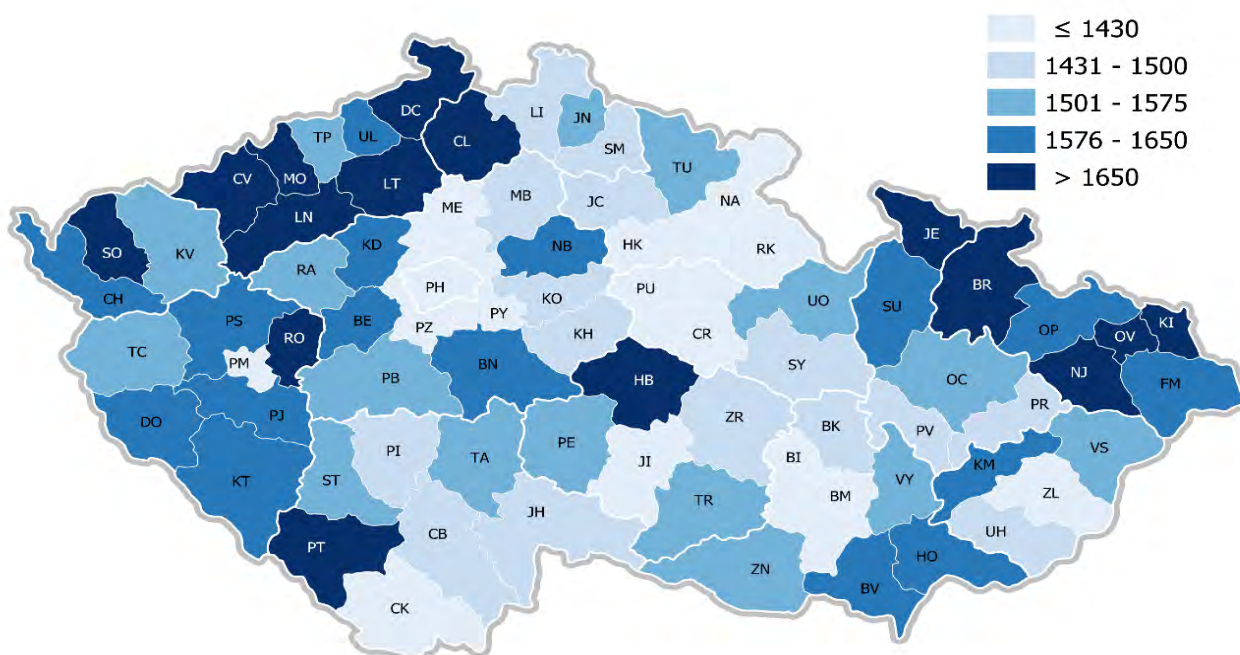 ≤ 1430
1431 - 1500
1501 - 1575
1576 - 1650
> 1650
DC
LI
JN
TP
UL
CL
SM
TU
CV
MO
LT
MB
JC
NA
ME
LN
SO
KV
KD
NB
HK
RK
JE
RA
CH
PH
KO
PU
UO
SU
BR
PS
BE
PZ
PY
KH
CR
OP
OV
KI
TC
PM
RO
PB
BN
HB
SY
OC
NJ
FM
DO
PJ
ZR
BK
PR
PV
KT
ST
PI
TA
PE
JI
BI
BM
VY
KM
VS
ZL
PT
CB
JH
TR
UH
CK
ZN
BV
HO